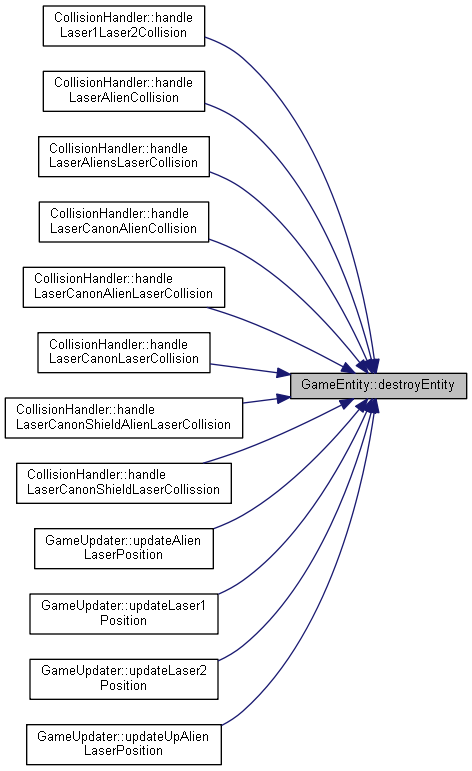 CollisionHandler::handle
Laser1Laser2Collision
CollisionHandler::handle
LaserAlienCollision
CollisionHandler::handle
LaserAliensLaserCollision
CollisionHandler::handle
LaserCanonAlienCollision
CollisionHandler::handle
LaserCanonAlienLaserCollision
CollisionHandler::handle
LaserCanonLaserCollision
GameEntity::destroyEntity
CollisionHandler::handle
LaserCanonShieldAlienLaserCollision
CollisionHandler::handle
LaserCanonShieldLaserCollission
GameUpdater::updateAlien
LaserPosition
GameUpdater::updateLaser1
Position
GameUpdater::updateLaser2
Position
GameUpdater::updateUpAlien
LaserPosition